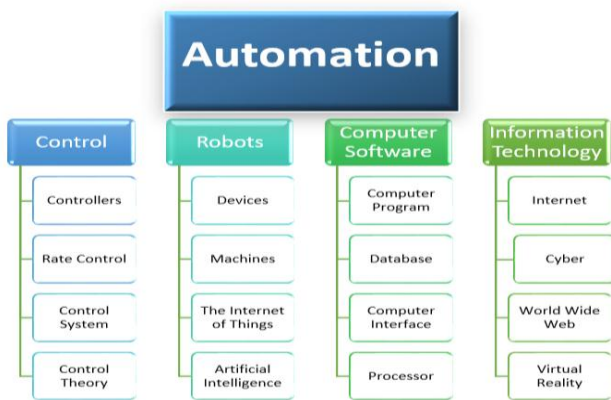 Automation
Control
Controllers
Rate Control
Control
System
Control
Theory
Robots
Devices
Machines
The Internet
of Things
Artificial
Intelligence
Computer
Software
Computer
Program
Database
Computer
Interface
Processor
Information
Technology
Internet
Cyber
World Wide
Web
Virtual
Reality